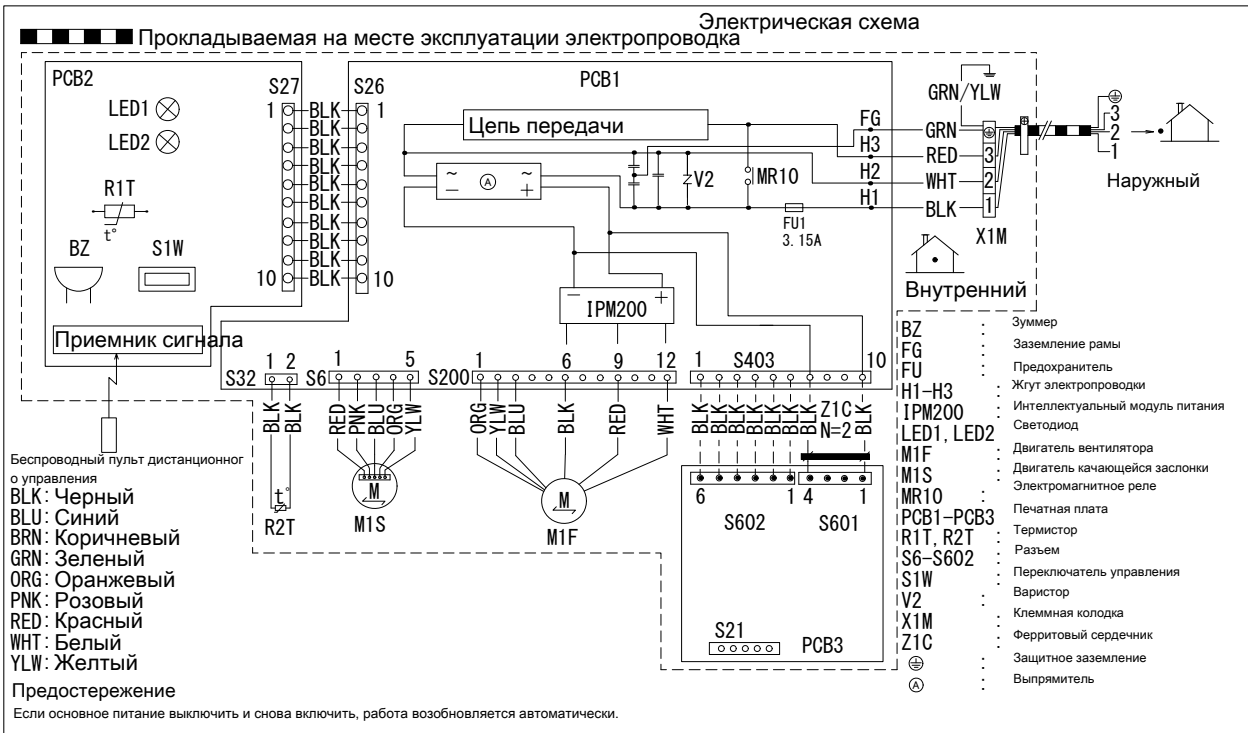 Электрическая схема
Прокладываемая на месте эксплуатации электропроводка
PCB2
S27
S26
PCB1
GRN/YLW
LED1
LED2
1
BLK
1
BLK
BLK
BLK
BLK
BLK
BLK
BLK
BLK
10
BLK
10
Цепь передачи
FG
GRN
H3
RED
3
H2
WHT
2
H1
BLK
1
X1M
3
2
1
Наружный
~
−
A
~
+
V2
MR10
FU1
3.15A
R1T
t°
BZ
S1W
Внутренний
− IPM200 +
Приемник сигнала
S32
1 2
S6
1 5
S200
1 6 9 12
1 S403 10
BLK
BLK
RED
PNK
BLU
ORG
YLW
ORG
YLW
BLU
BLK
RED
WHT
BLK
BLK
BLK
BLK
BLK
BLK
BLK
Z1C
N=2
BLK
t°
R2T
M
M1S
M
M1F
6 1
S602
4 1
S601
S21
PCB3
Беспроводный пульт дистанционног
о управления
BLK: Черный
BLU: Синий
BRN: Коричневый
GRN: Зеленый
ORG: Оранжевый
PNK: Розовый
RED: Красный
WHT: Белый
YLW: Желтый
BZ : Зуммер
FG : Заземление рамы
FU : Предохранитель
H1-H3 : Жгут электропроводки
IPM200 : Интеллектуальный модуль питания
LED1, LED2 : Светодиод
M1F : Двигатель вентилятора
M1S : Двигатель качающейся заслонки
MR10 : Электромагнитное реле
PCB1-PCB3 : Печатная плата
R1T, R2T : Термистор
S6-S602 : Разъем
S1W : Переключатель управления
V2 : Варистор
X1M : Клеммная колодка
Z1C : Ферритовый сердечник
: Защитное заземление
A : Выпрямитель
Предостережение
Если основное питание выключить и снова включить, работа возобновляется автоматически.